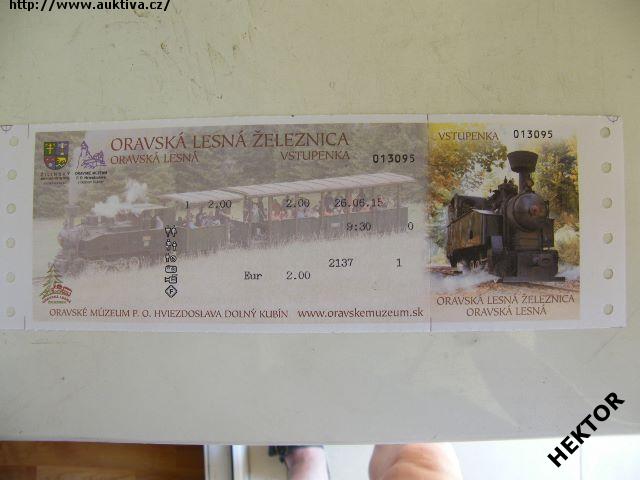 http://www.auktiva.cz/
ORAVSKÁ LESNÁ ŽELEZNICA
ORAVSKÁ LESNÁ VSTUPENKA 013095
1 2.00 2.00 26.06.15
9:30 0
2137 1
Eur 2.00
ORAVSKÉ MÚZEUM P. O. HVIEZDOSLAVA DOLNÝ KUBÍN www.oravskemuzeum.sk
VSTUPENKA 013095
ORAVSKÁ LESNÁ ŽELEZNICA
ORAVSKÁ LESNÁ
HEKTOR